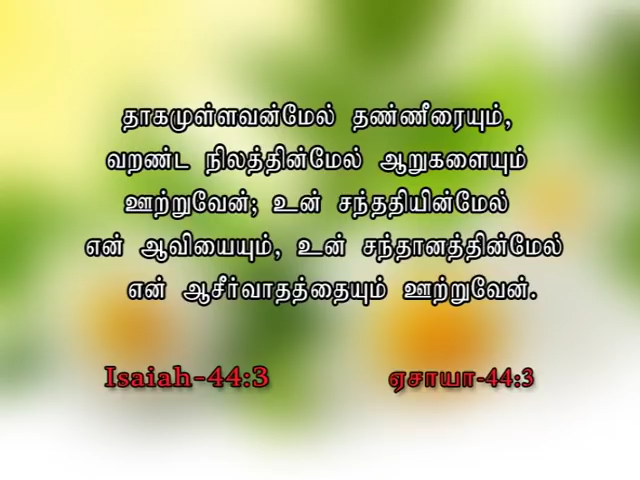 தாகமுள்ளவன்மேல் தண்ணீரையும்,
வறண்ட நிலத்தின்மேல் ஆறுகளையும்
ஊற்றுவேன்; உன் சந்ததியின்மேல்
என் ஆவியையும், உன் சந்தானத்தின்மேல்
என் ஆசீர்வாதத்தையும் ஊற்றுவேன்.
Isaiah-44:3 ஏசாயா-44:3